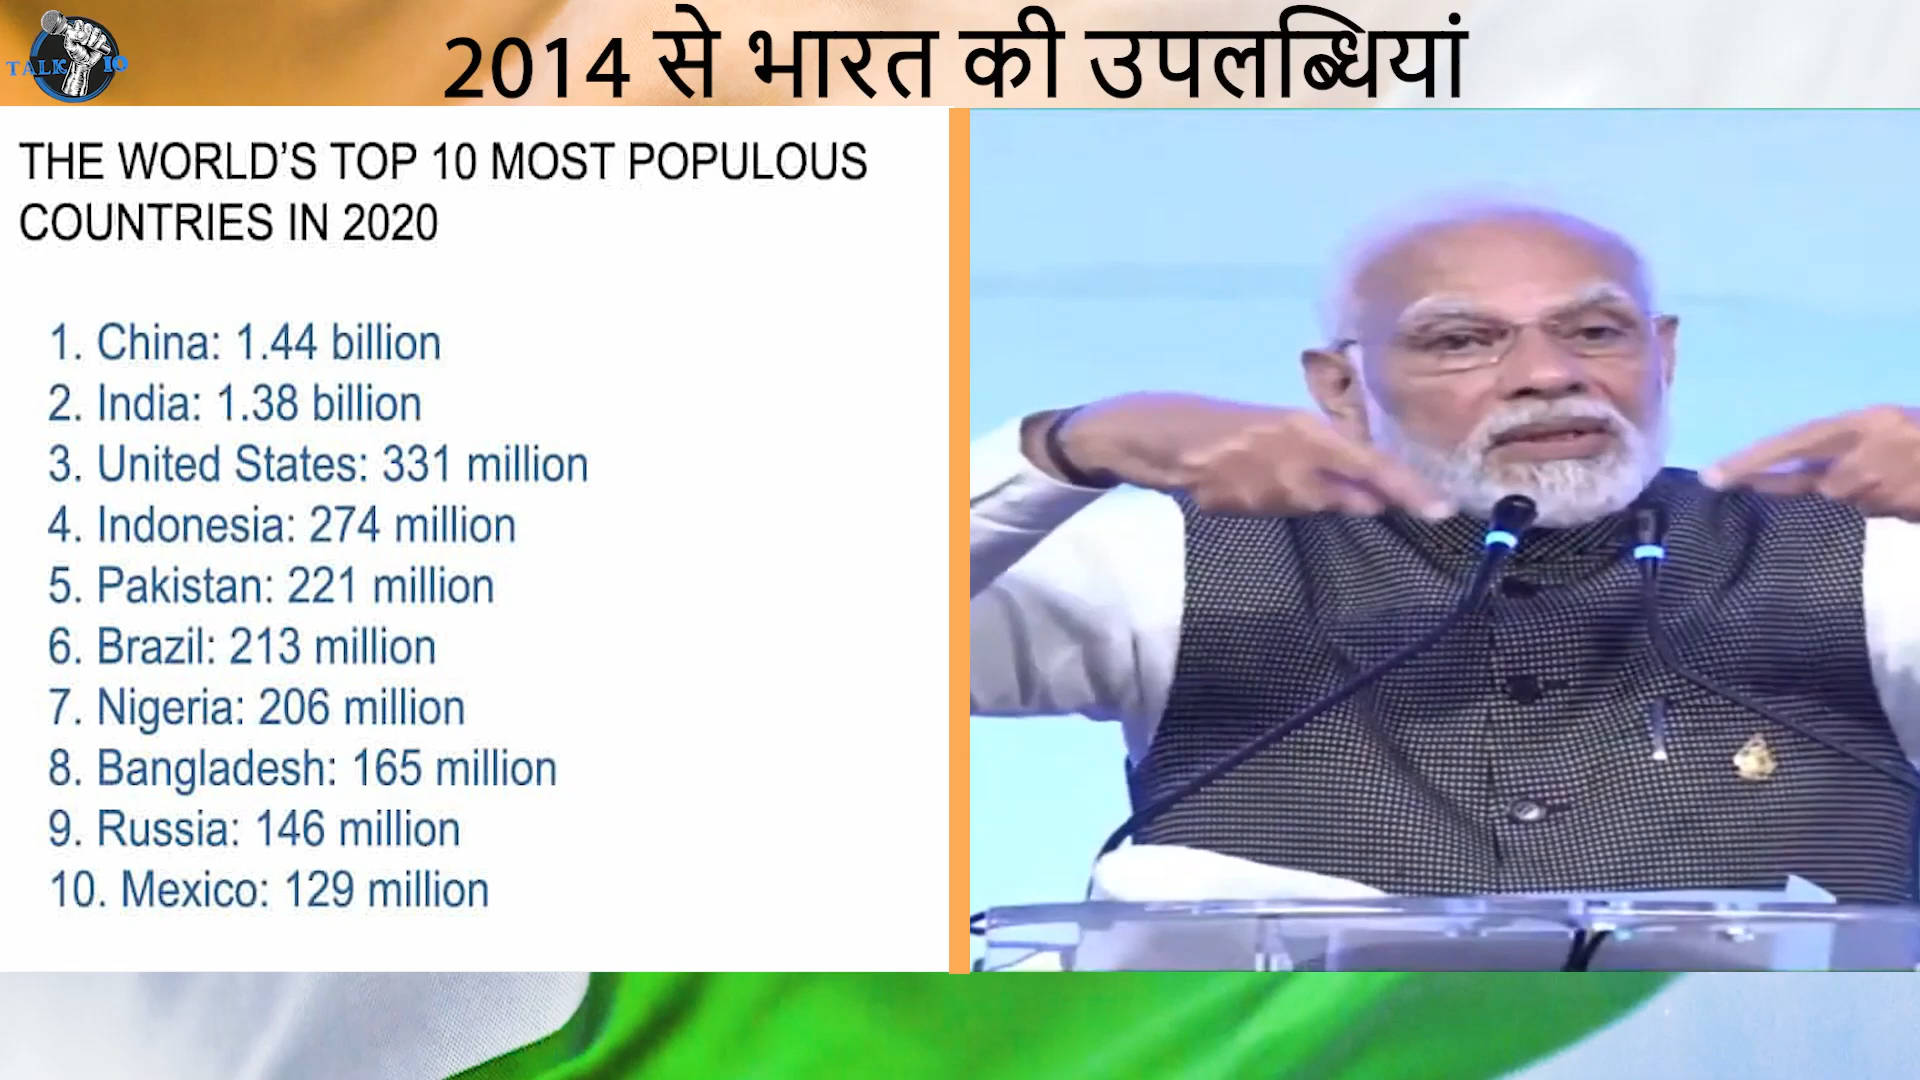 TALK IO
2014 से भारत की उपलब्धियां
THE WORLD'S TOP 10 MOST POPULOUS
COUNTRIES IN 2020
1. China: 1.44 billion
2. India: 1.38 billion
3. United States: 331 million
4. Indonesia: 274 million
5. Pakistan: 221 million
6. Brazil: 213 million
7. Nigeria: 206 million
8. Bangladesh: 165 million
9. Russia: 146 million
10. Mexico: 129 million